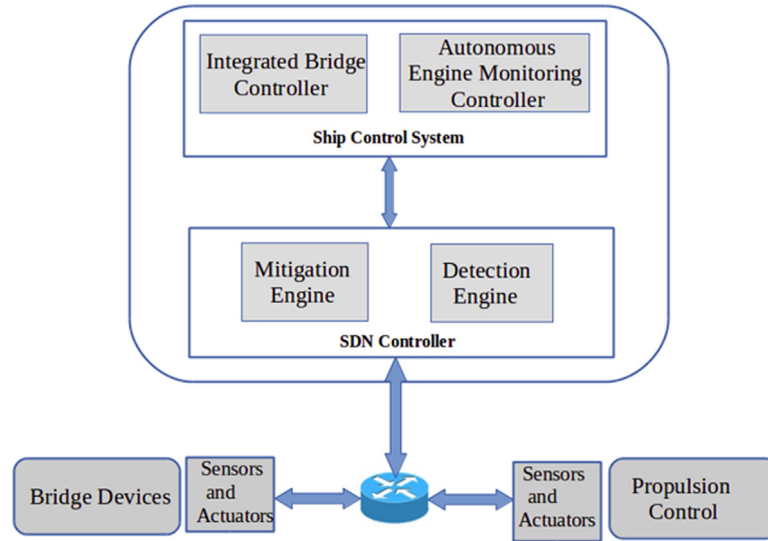 Integrated Bridge
Controller
Autonomous
Engine Monitoring
Controller
Ship Control System
Mitigation
Engine
Detection
Engine
SDN Controller
Bridge Devices
Sensors
and
Actuators
Sensors
and
Actuators
Propulsion
Control